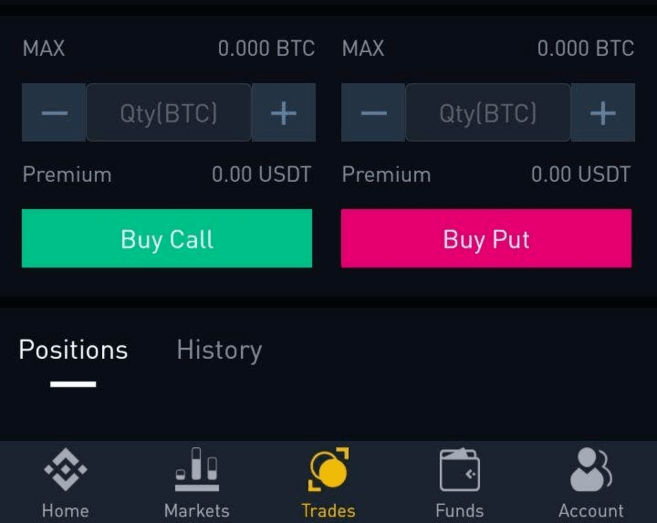 MAX 0.000 BTC MAX 0.000 BTC
− Qty(BTC) + − Qty(BTC) +
Premium 0.00 USDT Premium 0.00 USDT
Buy Call Buy Put
Positions History
Home Markets Trades Funds Account